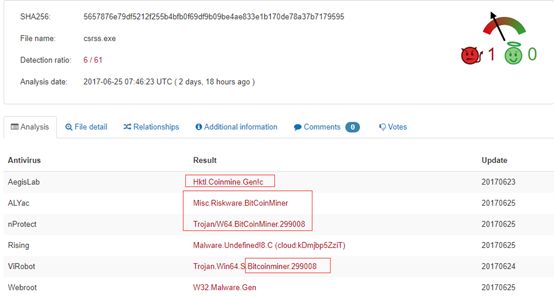 SHA256: 5657876e79df5212f255b4bfb0f69df9b09be4ae833e1b170de78a37b7179595
File name: csrss.exe
Detection ratio: 6 / 61
Analysis date: 2017-06-25 07:46:23 UTC ( 2 days, 18 hours ago )
1 0
Analysis File detail Relationships Additional information Comments 0 Votes
Antivirus Result Update
AegisLab Hktl.Coinmine.Gen!c 20170623
ALYac Misc.Riskware.BitCoinMiner 20170625
nProtect Trojan/W64.BitCoinMiner.299008 20170625
Rising Malware.Undefined!8.C (cloud:kDmjbp5ZziT) 20170625
ViRobot Trojan.Win64.S.Bitcoinminer.299008 20170624
Webroot W32.Malware.Gen 20170625